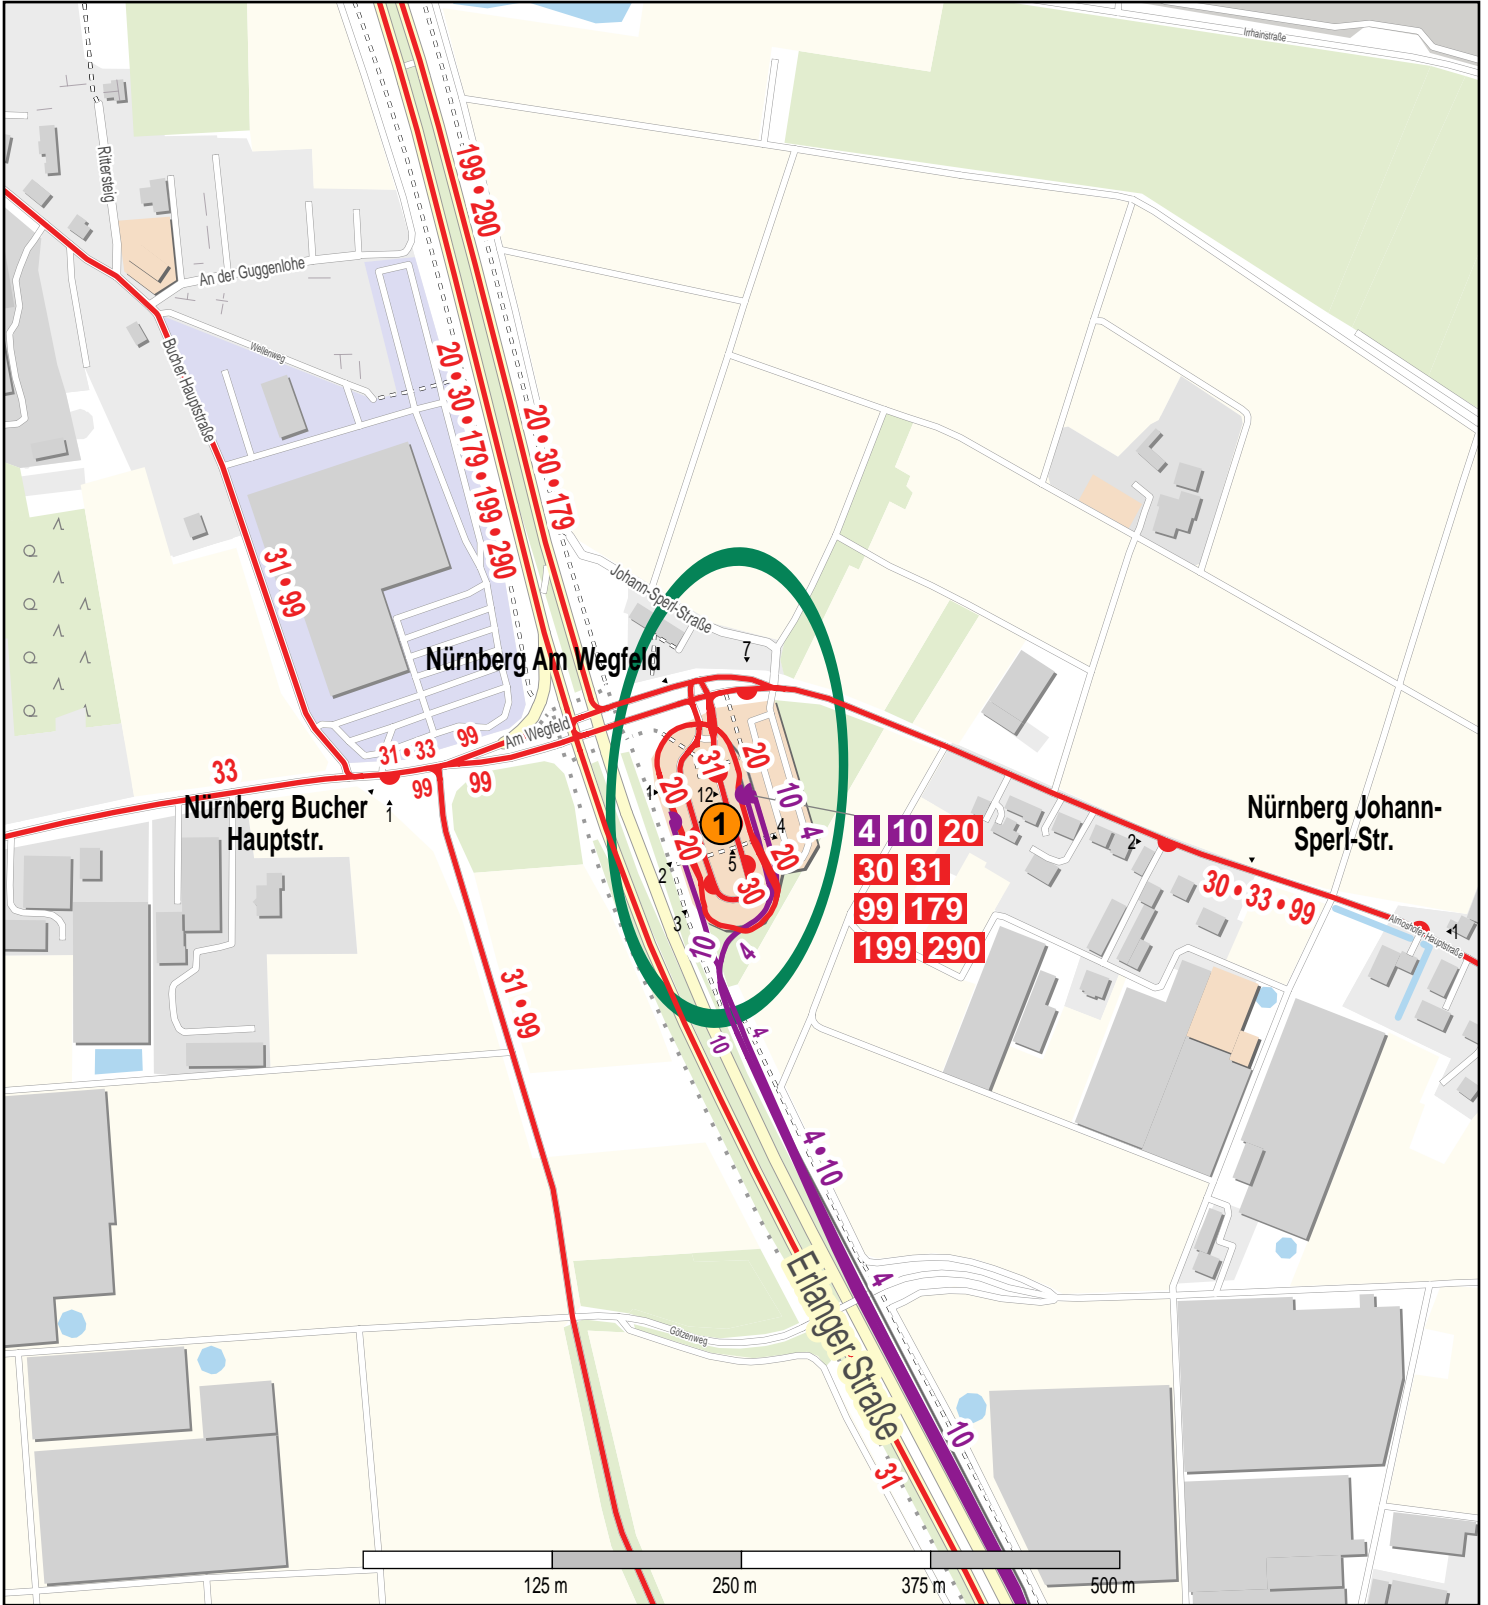 Irrhainstraße
Rittersteig
199 • 290
An der Guggenlohe
Wellenweg
Bucher Hauptstraße
20 • 30 • 179 • 199 • 290
20 • 30 • 179
31 • 99
Johann-Sperl-Straße
7
Nürnberg Am Wegfeld
Am Wegfeld
99
31 • 33
99
99
33
Nürnberg Bucher
Hauptstr.
1
20
31
20
10
4
1
12
1
20
4
20
5
2
30
3
10
4
4 10 20
30 31
99 179
199 290
Nürnberg Johann-
Sperl-Str.
2
30 • 33 • 99
Almoshofer Hauptstraße
1
31 • 99
10
4
4 • 10
4
Erlanger Straße
Götzenweg
10
31
125 m
250 m
375 m
500 m